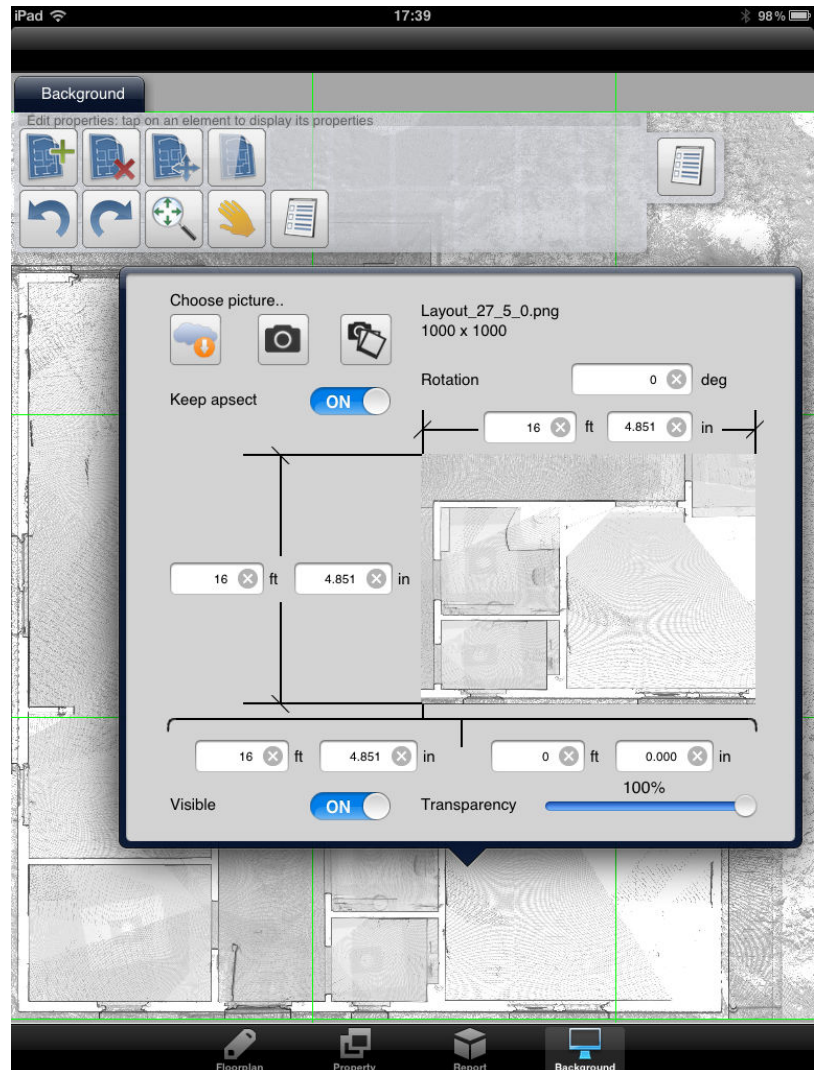 iPad 17:39 98%
Background
Edit properties: tap on an element to display its properties
Choose picture..
Layout_27_5_0.png
1000 x 1000
Rotation 0 deg
Keep apsect ON
16 ft 4.851 in
16 ft 4.851 in
16 ft 4.851 in 0 ft 0.000 in
100%
Visible ON Transparency
Floorplan Property Report Background